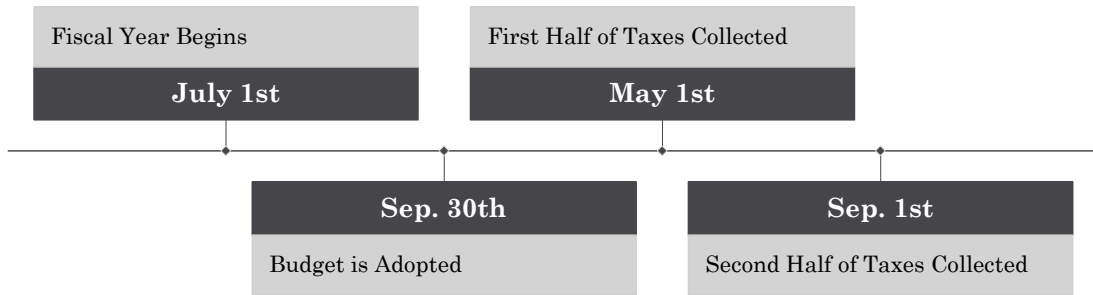 Fiscal Year Begins
July 1st
First Half of Taxes Collected
May 1st
Sep. 30th
Budget is Adopted
Sep. 1st
Second Half of Taxes Collected